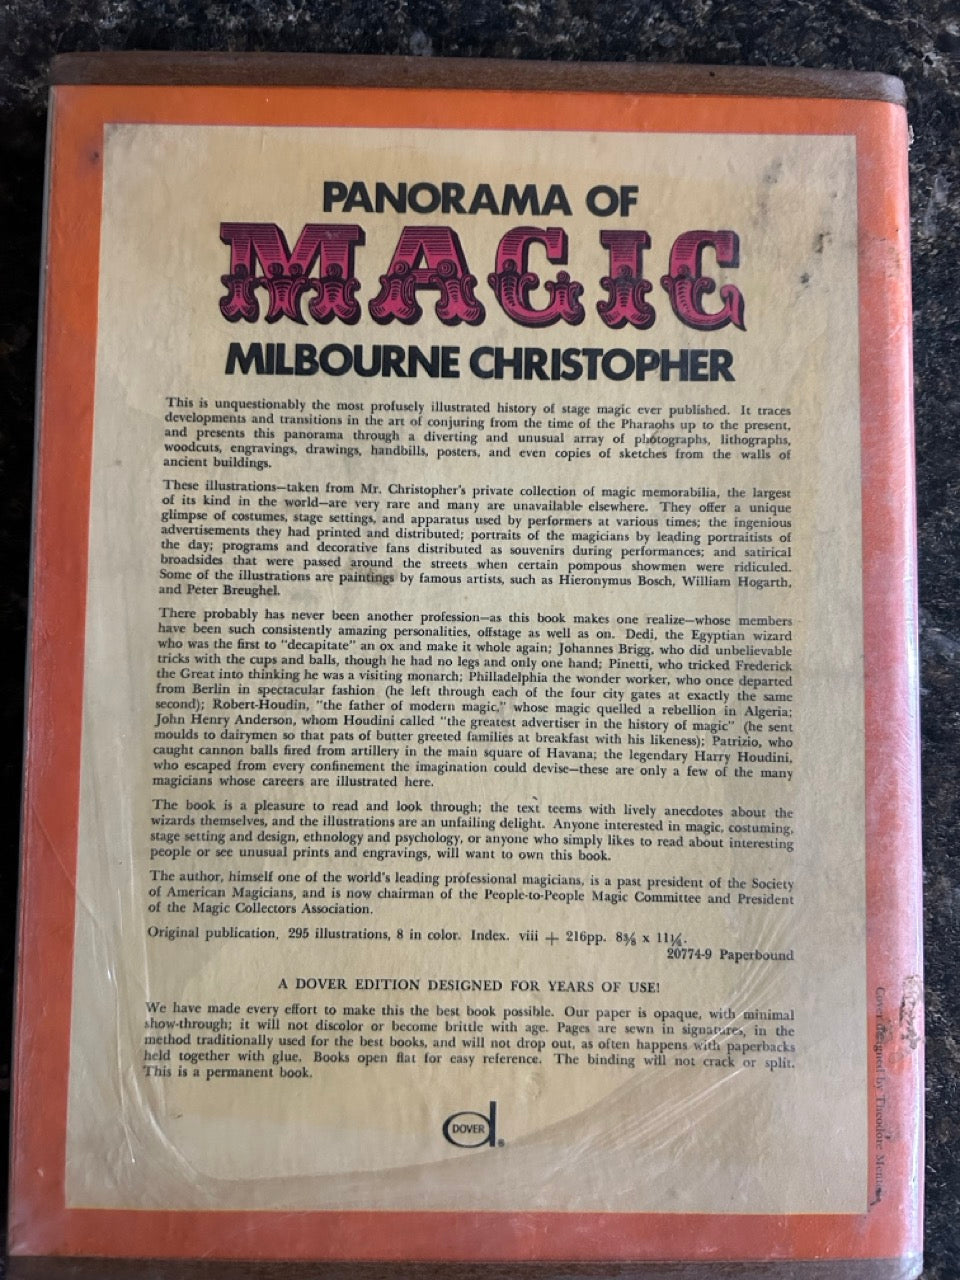 PANORAMA OF
MAGIC
MILBOURNE CHRISTOPHER
This is unquestionably the most profusely illustrated history of stage magic ever published. It traces
developments and transitions in the art of conjuring from the time of the Pharaohs up to the present,
and presents this panorama through a diverting and unusual array of photographs, lithographs,
woodcuts, engravings, drawings, handbills, posters, and even copies of sketches from the walls of
ancient buildings.
These illustrations—taken from Mr. Christopher's private collection of magic memorabilia, the largest
of its kind in the world—are very rare and many are unavailable elsewhere. They offer a unique
glimpse of costumes, stage settings, and apparatus used by performers at various times; the ingenious
advertisements they had printed and distributed; portraits of the magicians by leading portraitists of
the day; programs and decorative fans distributed as souvenirs during performances; and satirical
broadsides that were passed around the streets when certain pompous showmen were ridiculed.
Some of the illustrations are paintings by famous artists, such as Hieronymus Bosch, William Hogarth,
and Peter Breughel.
There probably has never been another profession—as this book makes one realize—whose members
have been such consistently amazing personalities, offstage as well as on. Dedi, the Egyptian wizard
who was the first to "decapitate" an ox and make it whole again; Johannes Brigg, who did unbelievable
tricks with the cups and balls, though he had no legs and only one hand; Pinetti, who tricked Frederick
the Great into thinking he was a visiting monarch; Philladelphia the wonder worker, who once departed
from Berlin in spectacular fashion (he left through each of the four city gates at exactly the same
second); Robert-Houdin, "the father of modern magic," whose magic quelled a rebellion in Algeria;
John Henry Anderson, whom Houdini called "the greatest advertiser in the history of magic" (he sent
moulds to dairymen so that pats of butter greeted families at breakfast with his likeness); Patrizio, who
caught cannon balls fired from artillery in the main square of Havana; the legendary Harry Houdini,
who escaped from every confinement the imagination could devise—these are only a few of the many
magicians whose careers are illustrated here.
The book is a pleasure to read and look through; the text teems with lively anecdotes about the
wizards themselves, and the illustrations are an unfailing delight. Anyone interested in magic, costuming,
stage setting and design, ethnology and psychology, or anyone who simply likes to read about interesting
people or see unusual prints and engravings, will want to own this book.
The author, himself one of the world's leading professional magicians, is a past president of the Society
of American Magicians, and is now chairman of the People-to-People Magic Committee and President
of the Magic Collectors Association.
Original publication, 295 illustrations, 8 in color. Index. viii + 216pp. 8⅜ x 11¼.
20774-9 Paperbound
A DOVER EDITION DESIGNED FOR YEARS OF USE!
We have made every effort to make this the best book possible. Our paper is opaque, with minimal
show-through; it will not discolor or become brittle with age. Pages are sewn in signatures, in the
method traditionally used for the best books, and will not drop out, as often happens with paperbacks
held together with glue. Books open flat for easy reference. The binding will not crack or split.
This is a permanent book.
DOVER ®
Cover designed by Theodore